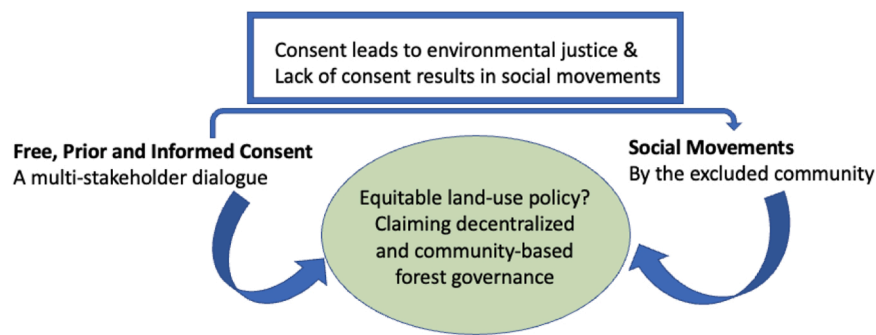 Consent leads to environmental justice &
Lack of consent results in social movements
Free, Prior and Informed Consent
A multi-stakeholder dialogue
Social Movements
By the excluded community
Equitable land-use policy?
Claiming decentralized
and community-based
forest governance